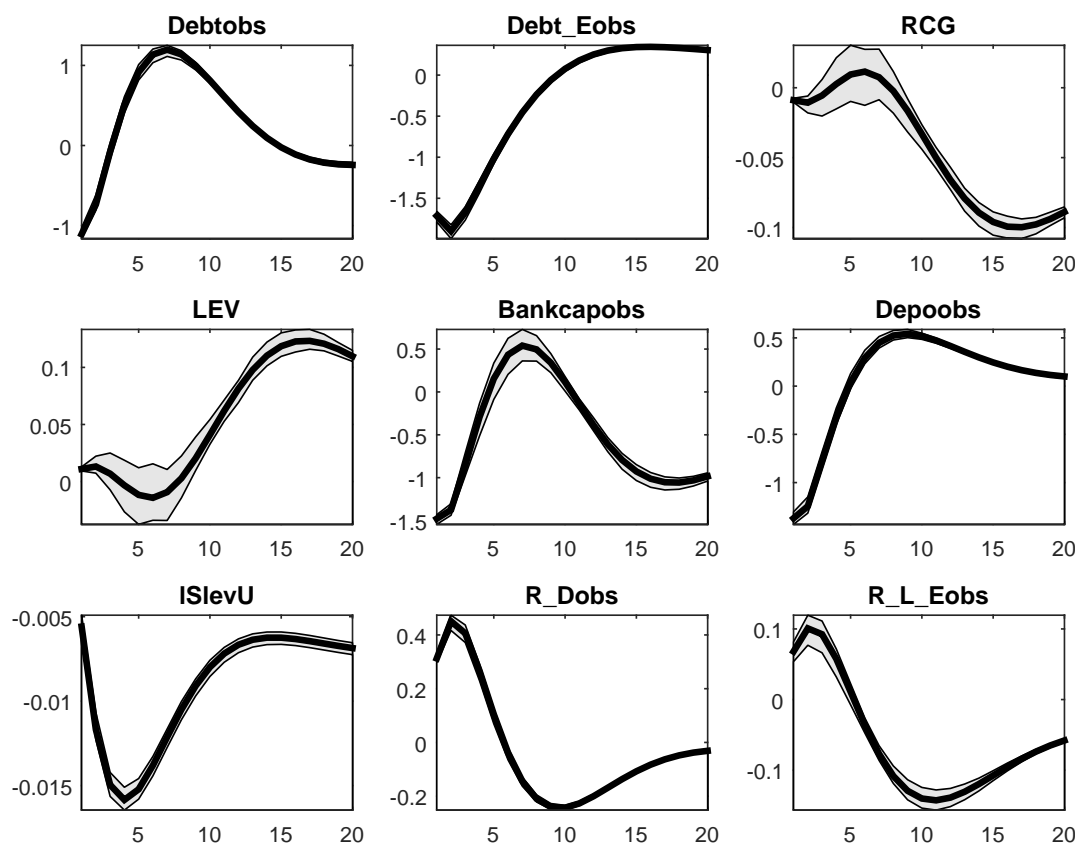 Debtobs Debt_Eobs RCG
1 0 -1
0 -0.5 -1 -1.5
0 -0.05 -0.1
5 10 15 20 5 10 15 20 5 10 15 20
LEV Bankcapobs Depoobs
0.1 0.05 0
0.5 0 -0.5 -1 -1.5
0.5 0 -0.5 -1
5 10 15 20 5 10 15 20 5 10 15 20
ISlevU R_Dobs R_L_Eobs
-0.005 -0.01 -0.015
0.4 0.2 0 -0.2
0.1 0 -0.1
5 10 15 20 5 10 15 20 5 10 15 20